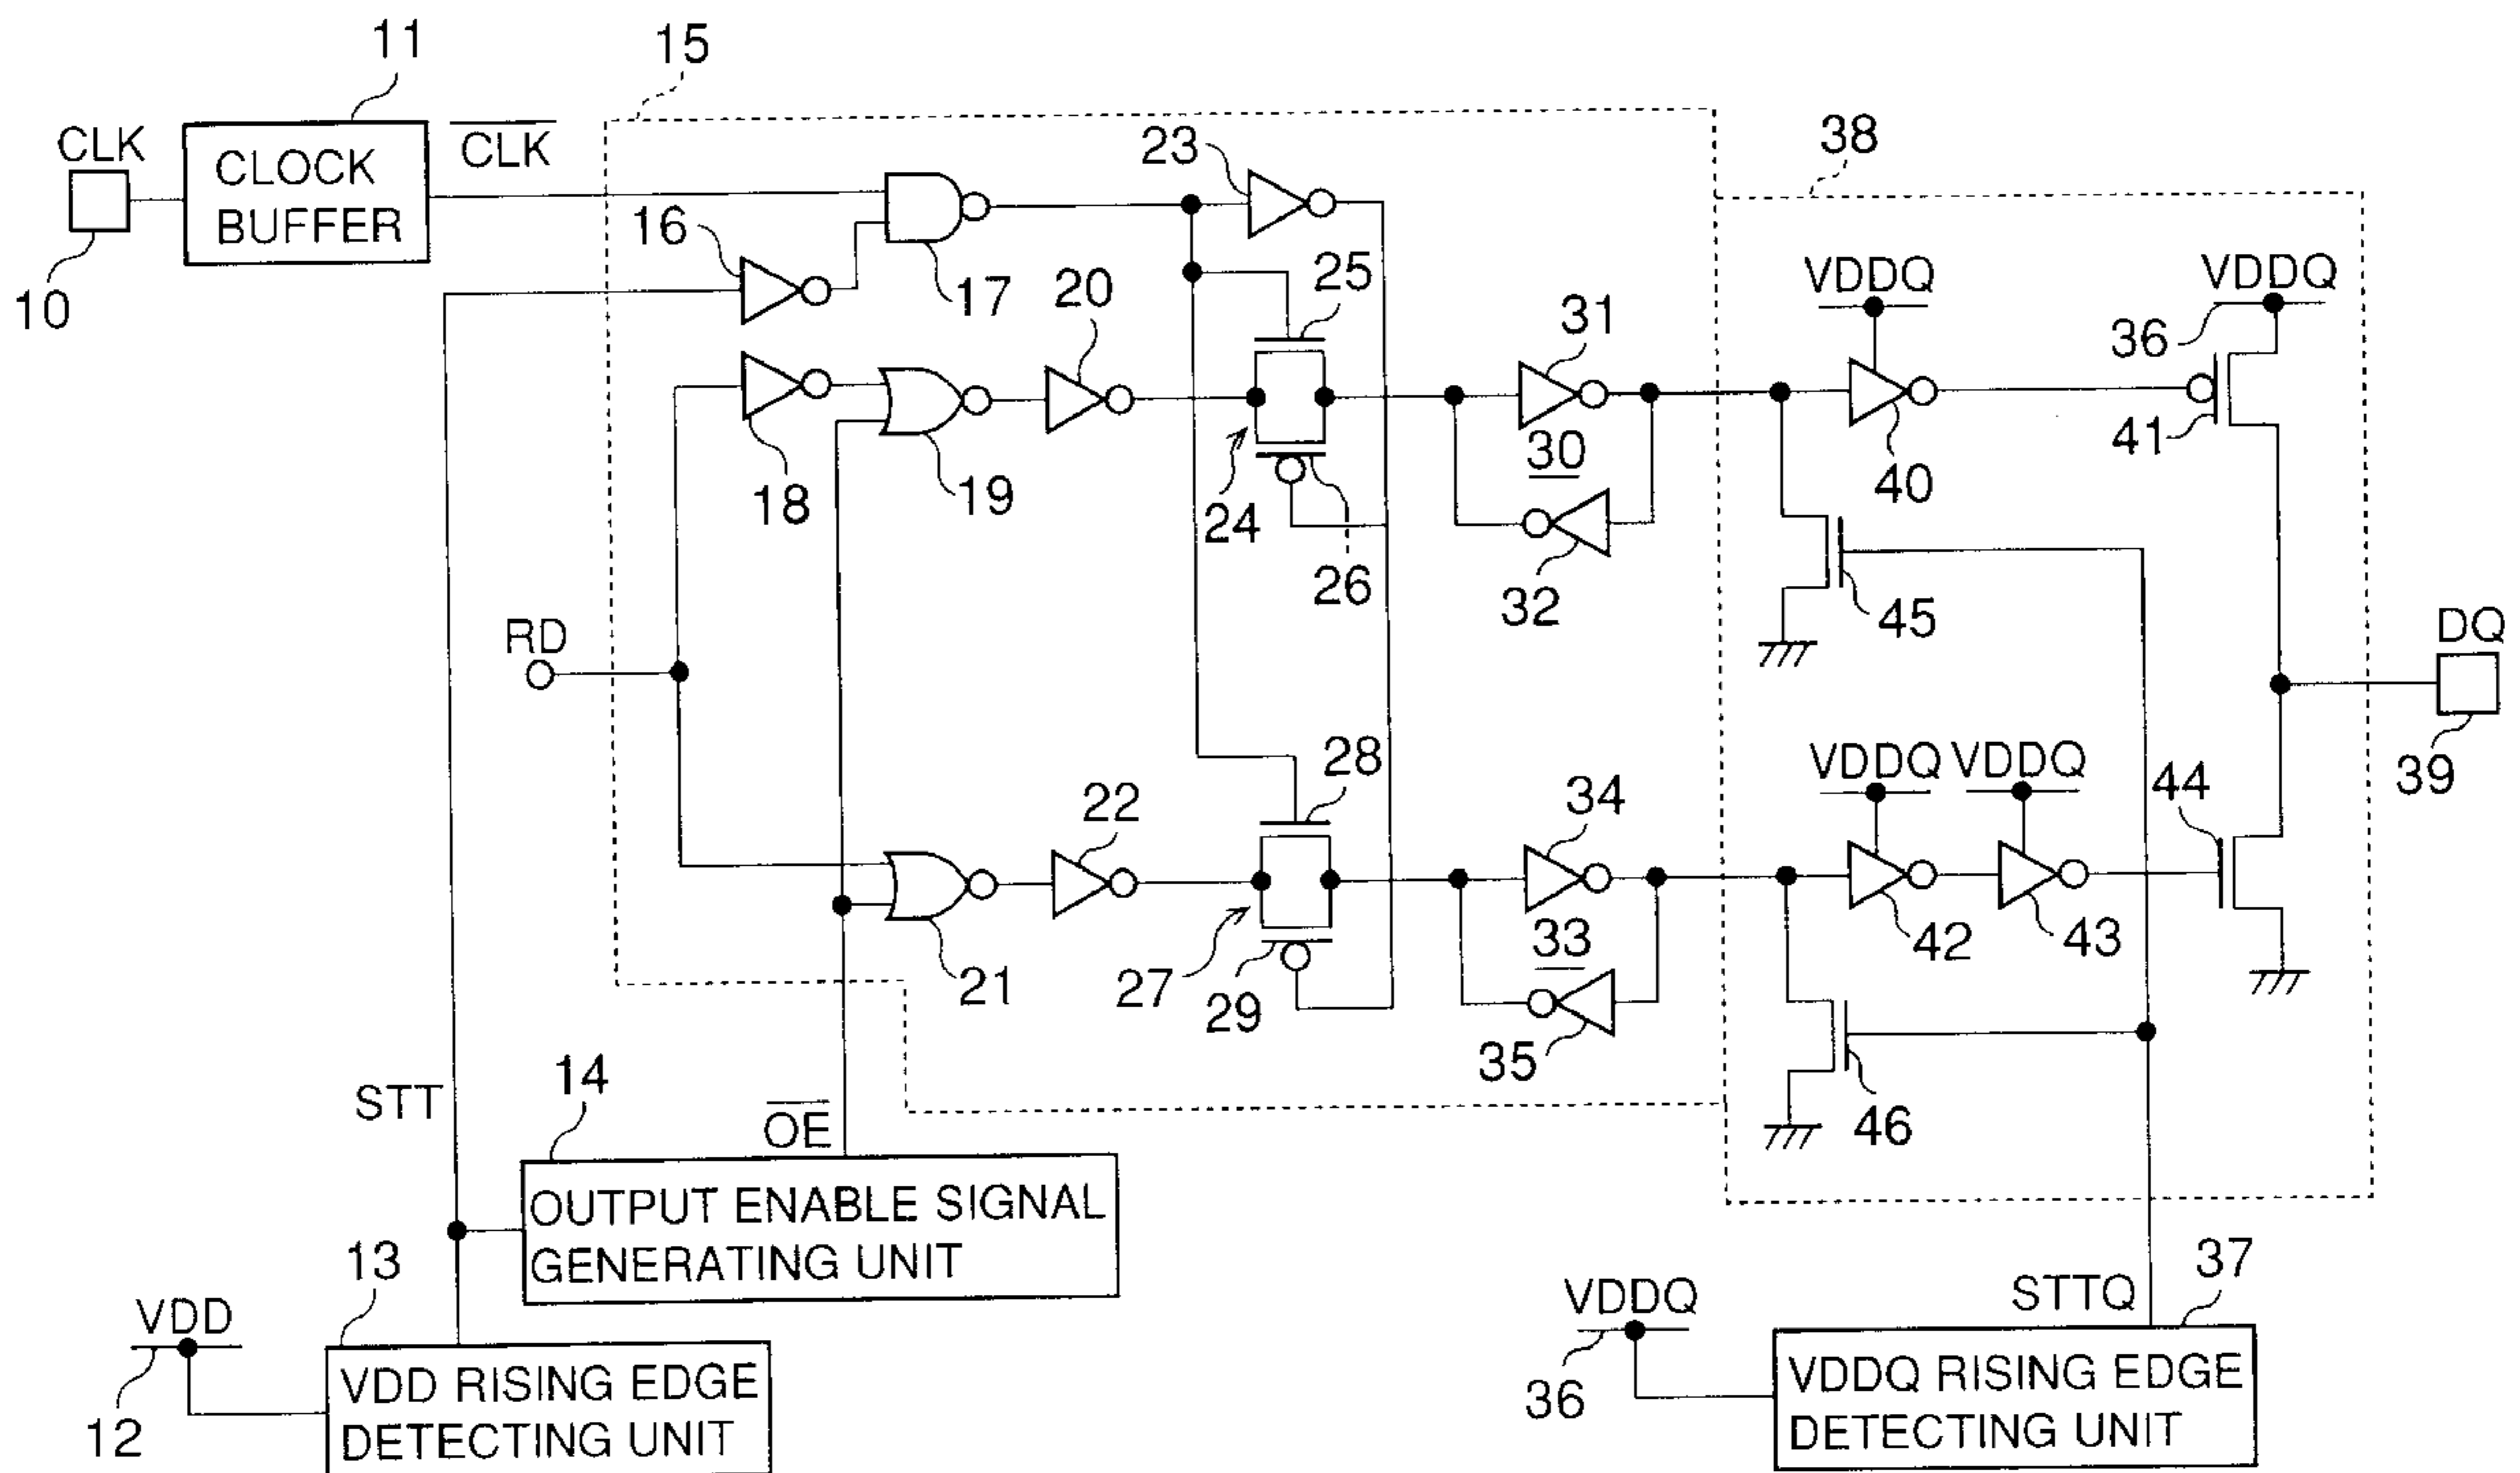 11
15
CLK
CLOCK
BUFFER
CLK
10
16
17
23
38
25
20
31
VDDQ
VDDQ
36
18
19
24
26
30
32
40
41
45
RD
DQ
39
28
22
34
VDDQ
VDDQ
44
21
27
29
33
35
42
43
46
STT
14
OE
OUTPUT ENABLE SIGNAL
GENERATING UNIT
13
VDD
12
VDD RISING EDGE
DETECTING UNIT
VDDQ
36
STTQ
37
VDDQ RISING EDGE
DETECTING UNIT